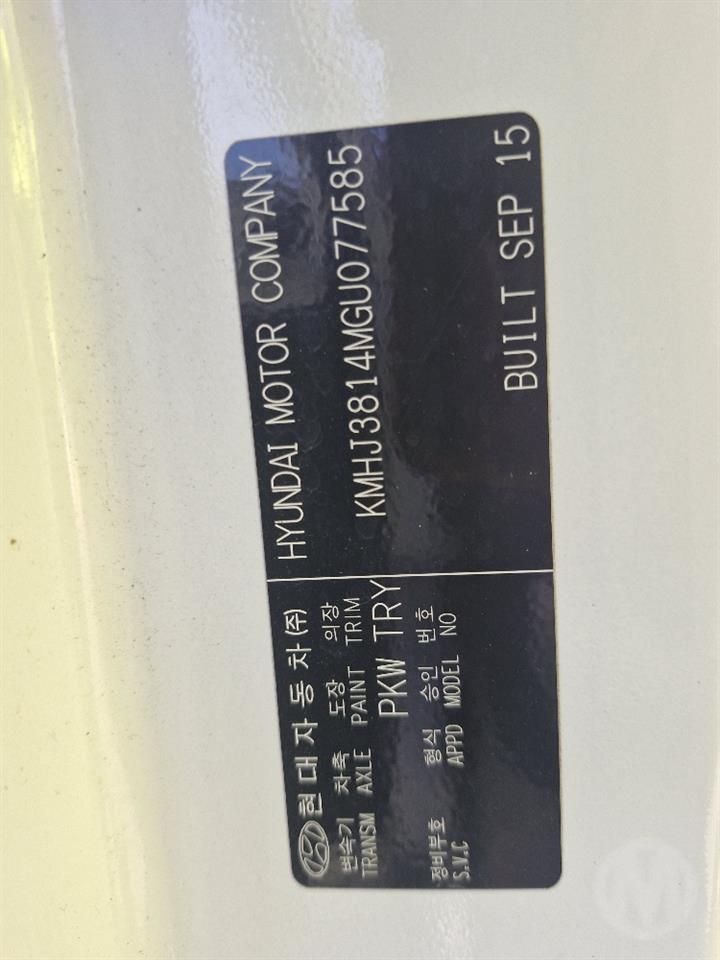 현대자동차(주)
HYUNDAI MOTOR COMPANY
변속기 차축 도장 의장
TRANSM AXLE PAINT TRIM
KMHJ3814MGU077585
PKW TRY
정비부호 형식 승인 번호
S.V.C APPD MODEL NO
BUILT SEP 15